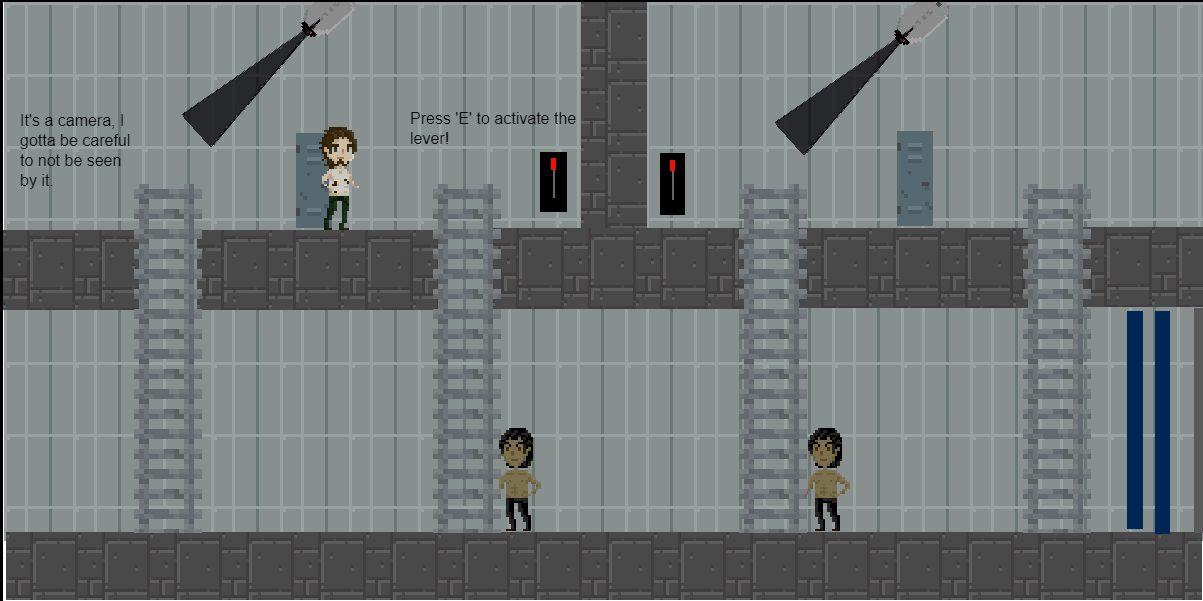 It's a camera, I
gotta be careful
to not be seen
by it.
Press 'E' to activate the
lever!